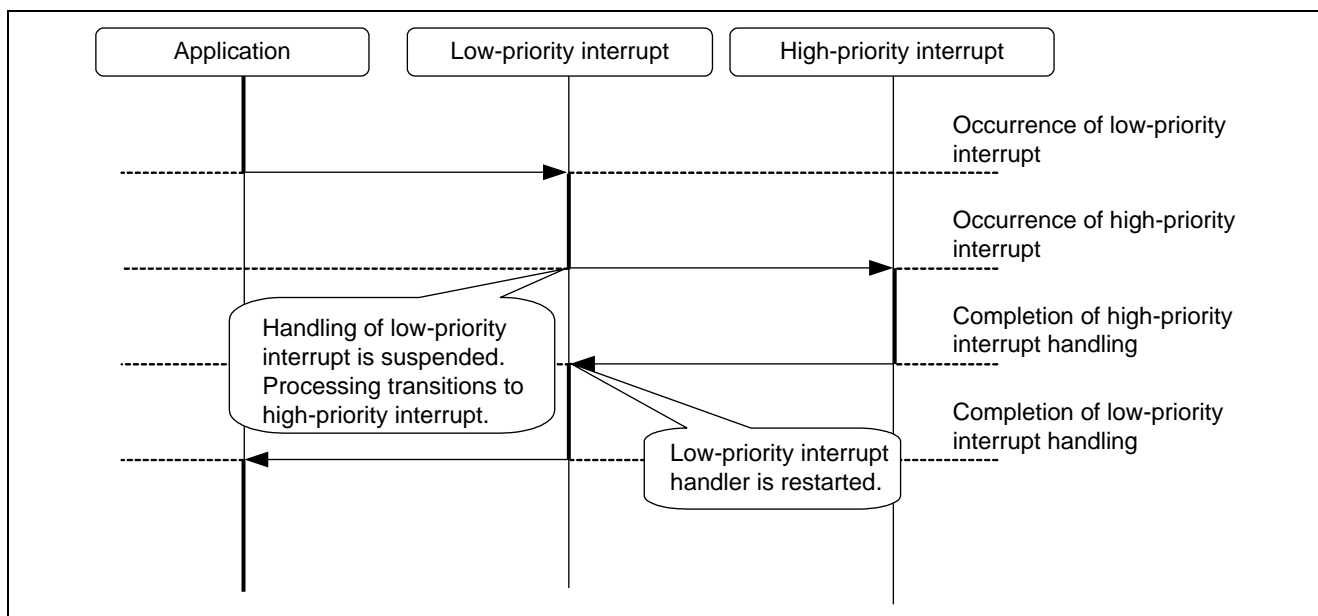 Application
Low-priority interrupt
High-priority interrupt
Occurrence of low-priority
interrupt
Occurrence of high-priority
interrupt
Handling of low-priority
interrupt is suspended.
Processing transitions to
high-priority interrupt.
Completion of high-priority
interrupt handling
Completion of low-priority
interrupt handling
Low-priority interrupt
handler is restarted.